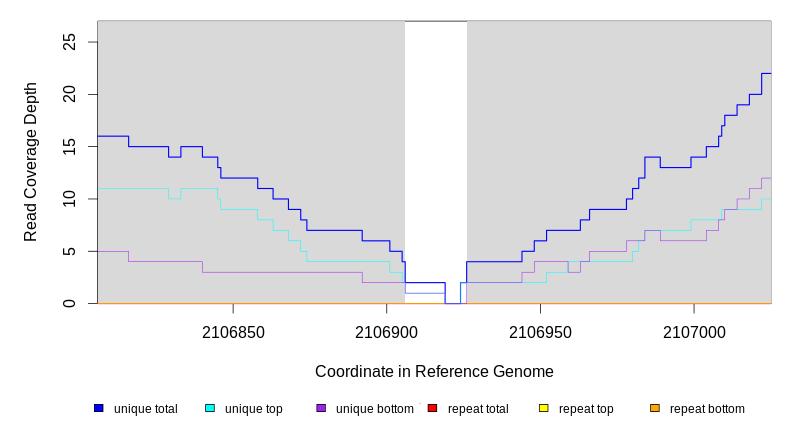 Read Coverage Depth
25
20
15
10
5
0
2106850 2106900 2106950 2107000
Coordinate in Reference Genome
unique total unique top unique bottom repeat total repeat top repeat bottom